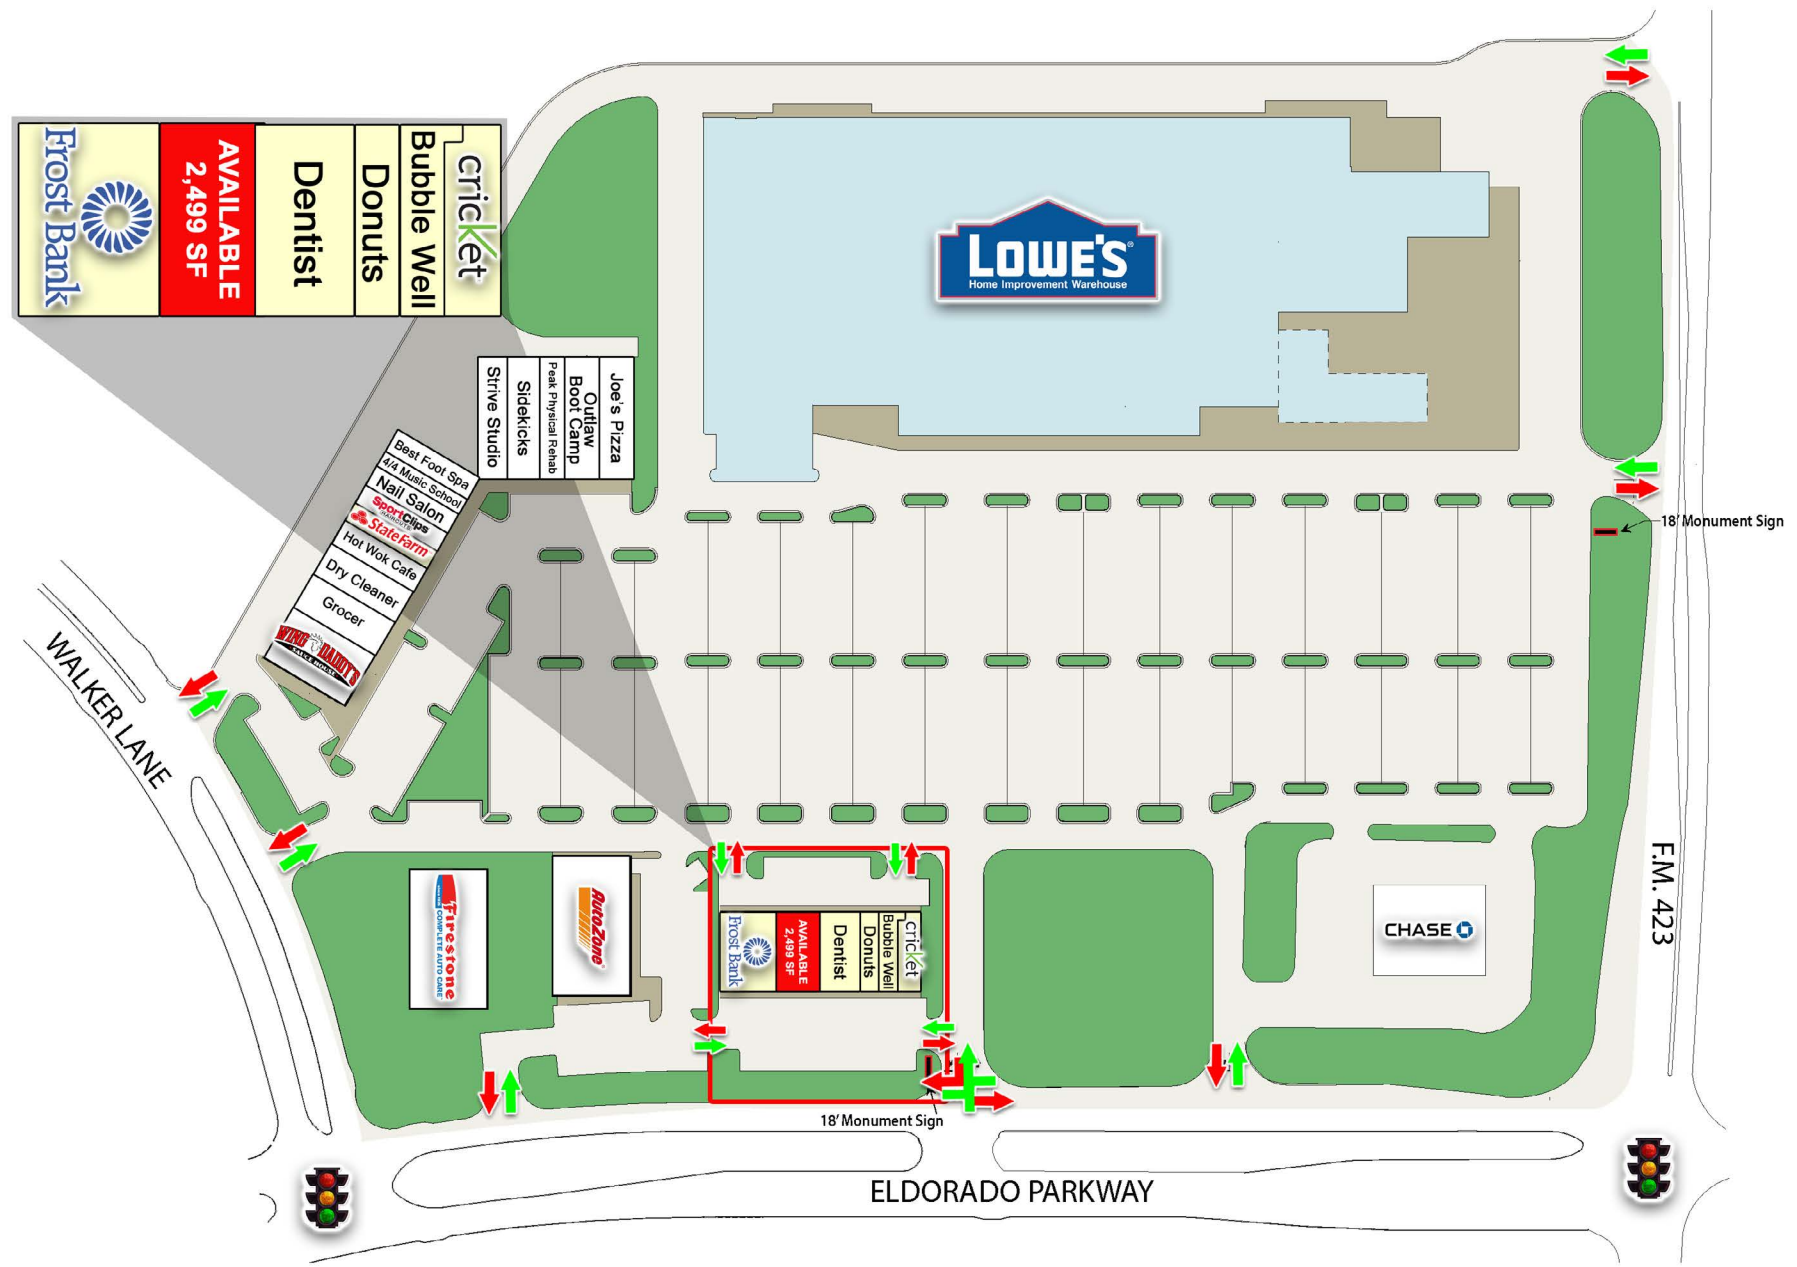 Frost Bank
AVAILABLE
2,499 SF
Dentist
Donuts
Bubble Well
cricket
LOWE'S®
Home Improvement Warehouse
Strive Studio
Sidekicks
Peak Physical Rehab
Outlaw
Boot Camp
Joe's Pizza
Best Foot Spa
4/4 Music School
Nail Salon
SportClips
HAIRCUTS
StateFarm
Hot Wok Cafe
Dry Cleaner
Grocer
WING DADDY'S
SAUCE HOUSE
18' Monument Sign
WALKER LANE
F.M. 423
Firestone
COMPLETE AUTO CARE
AutoZone
Frost Bank
AVAILABLE
2,499 SF
Dentist
Donuts
Bubble Well
cricket
CHASE
18' Monument Sign
ELDORADO PARKWAY